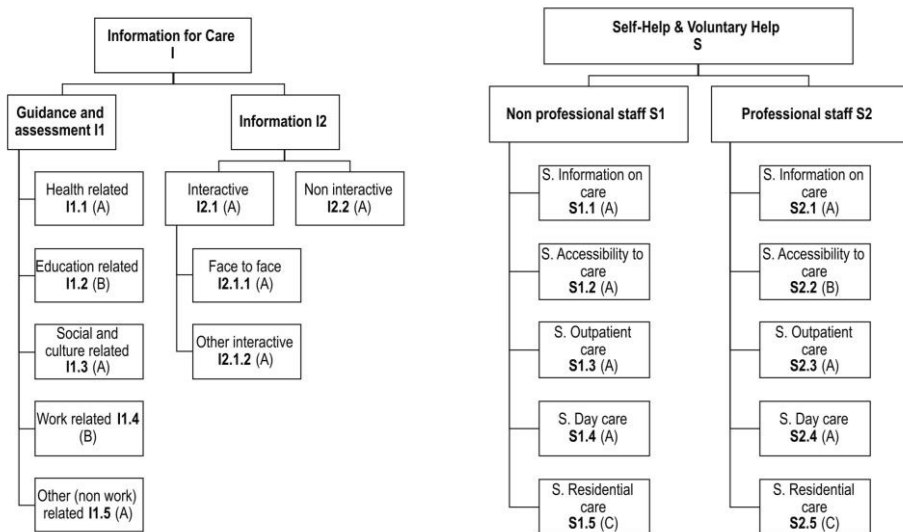 Information for Care
I
Guidance and
assessment I1
Information I2
Health related
I1.1 (A)
Education related
I1.2 (B)
Social and
culture related
I1.3 (A)
Work related I1.4
(B)
Other (non work)
related I1.5 (A)
Interactive
I2.1 (A)
Non interactive
I2.2 (A)
Face to face
I2.1.1 (A)
Other interactive
I2.1.2 (A)
Self-Help & Voluntary Help
S
Non professional staff S1
Professional staff S2
S. Information on
care
S1.1 (A)
S. Accessibility to
care
S1.2 (A)
S. Outpatient
care
S1.3 (A)
S. Day care
S1.4 (A)
S. Residential
care
S1.5 (C)
S. Information on
care
S2.1 (A)
S. Accessibility to
care
S2.2 (B)
S. Outpatient
care
S2.3 (A)
S. Day care
S2.4 (A)
S. Residential
care
S2.5 (C)